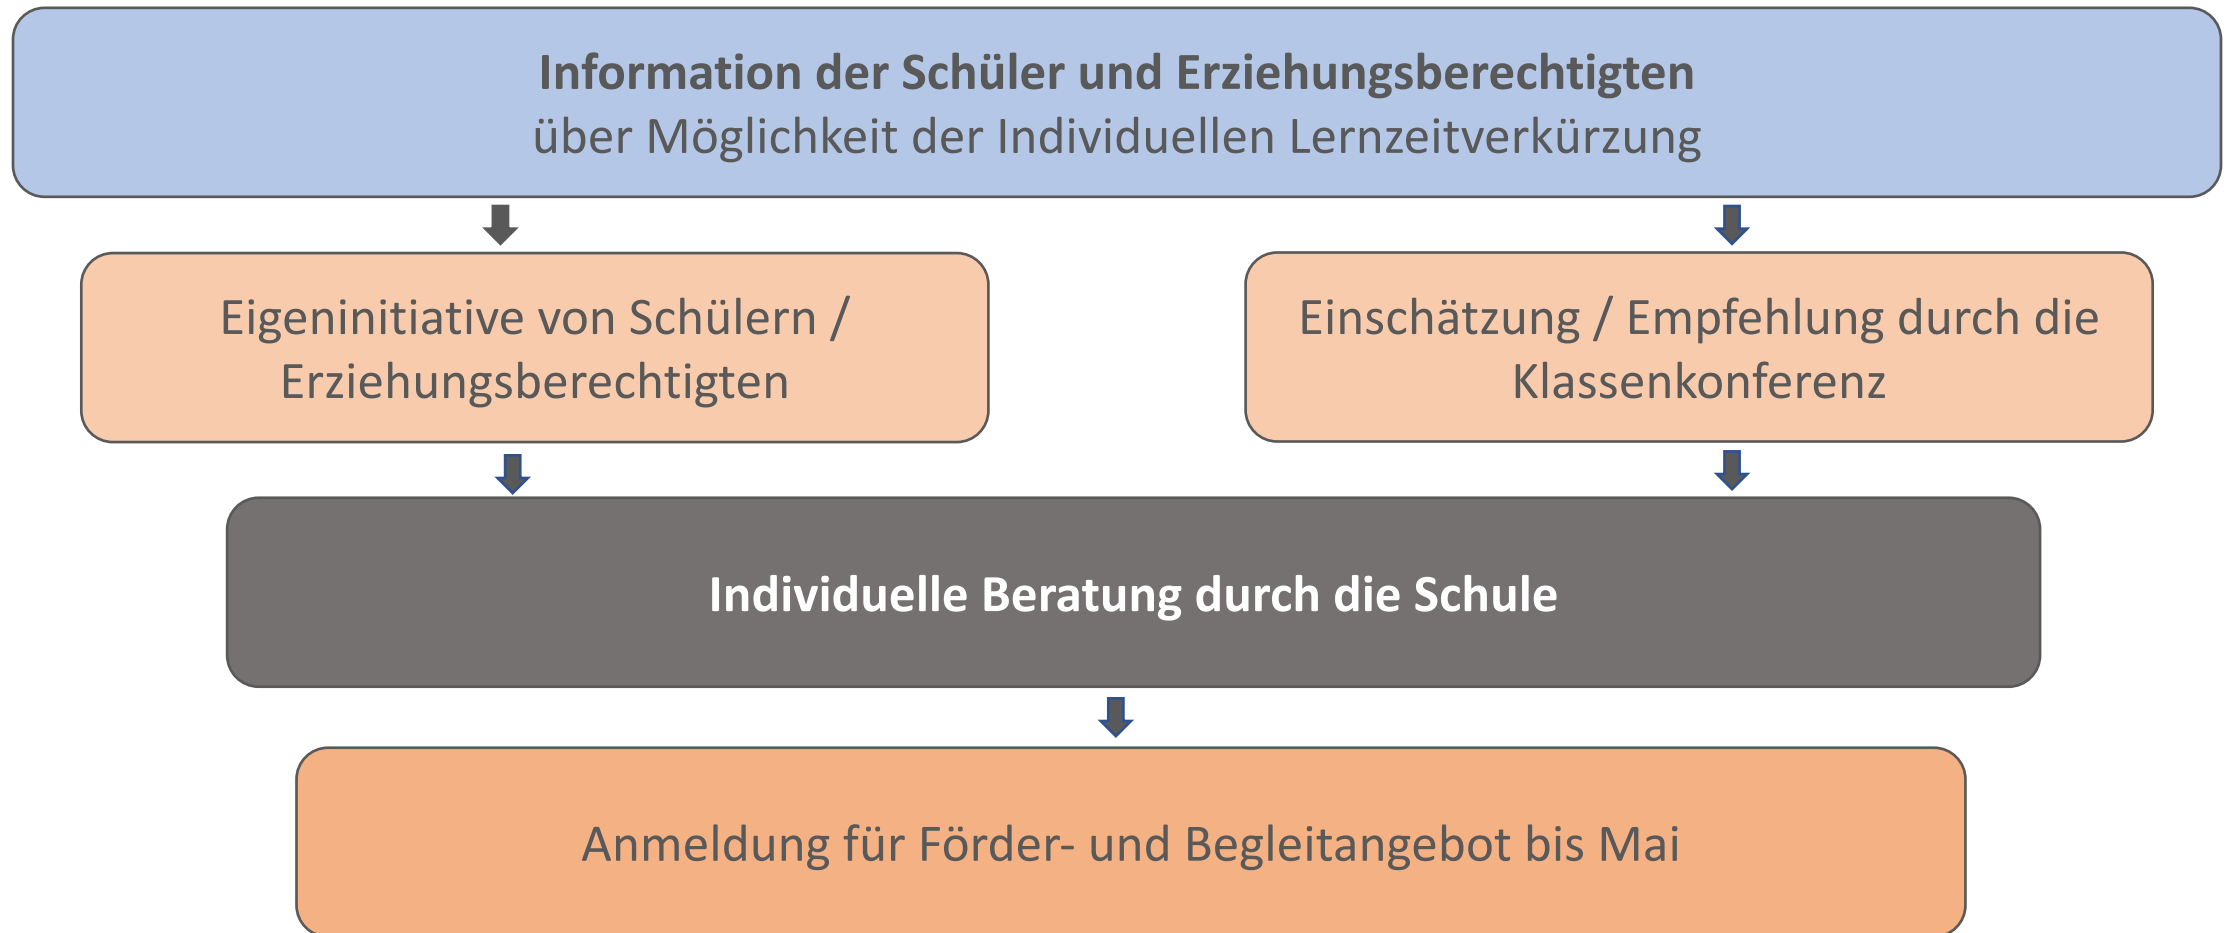 Information der Schüler und Erziehungsberechtigten
über Möglichkeit der Individuellen Lernzeitverkürzung
Eigeninitiative von Schülern /
Erziehungsberechtigten
Einschätzung / Empfehlung durch die
Klassenkonferenz
Individuelle Beratung durch die Schule
Anmeldung für Förder- und Begleitangebot bis Mai